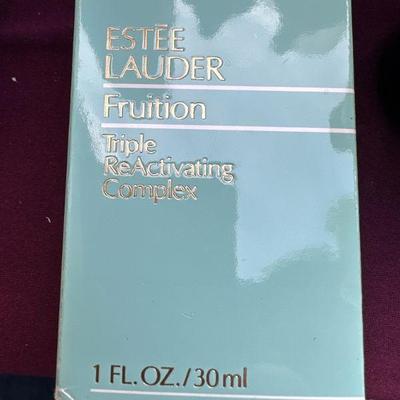 ESTĒE
LAUDER
Fruition
Triple
ReActivating
Complex
1 FL. OZ./30 ml